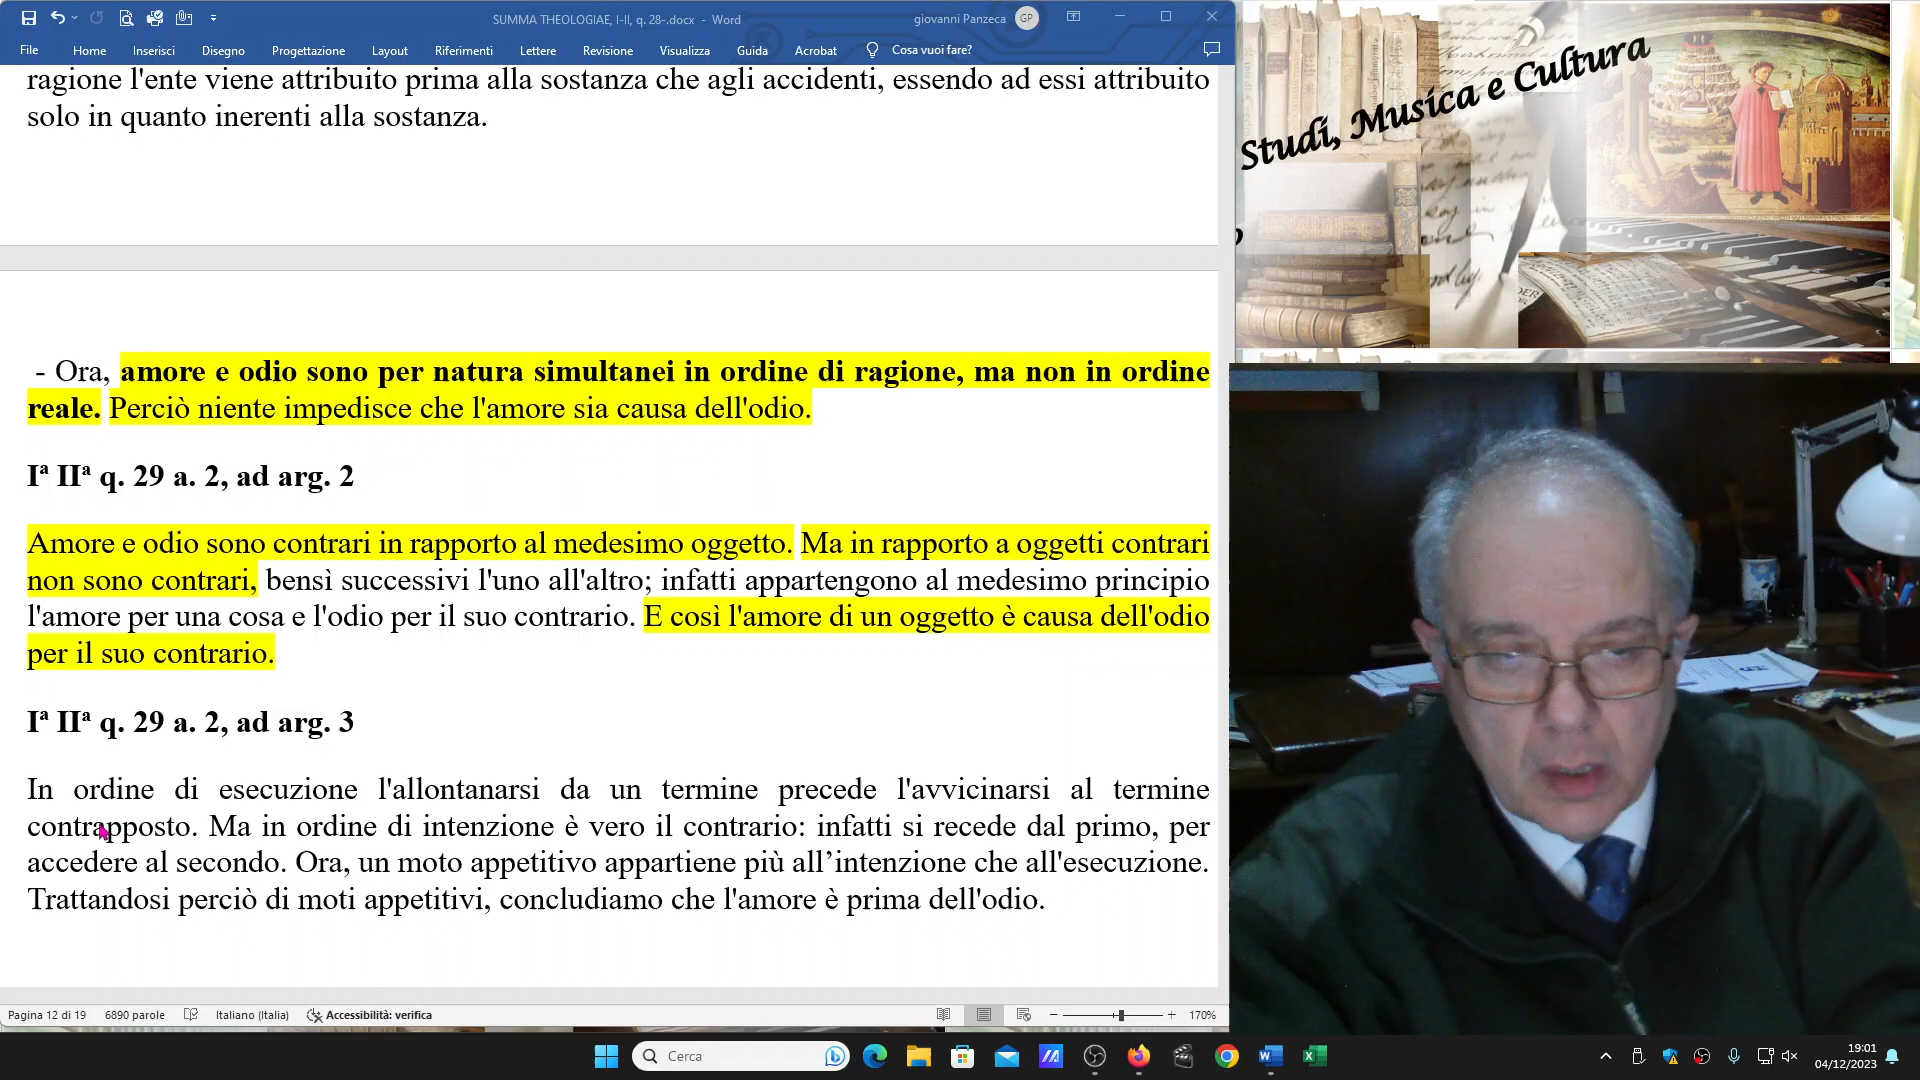 SUMMA THEOLOGIAE, I-II, q. 28-.docx - Word
giovanni Panzeca GP
File Home Inserisci Disegno Progettazione Layout Riferimenti Lettere Revisione Visualizza Guida Acrobat Cosa vuoi fare?
ragione l'ente viene attribuito prima alla sostanza che agli accidenti, essendo ad essi attribuito
solo in quanto inerenti alla sostanza.
- Ora, amore e odio sono per natura simultanei in ordine di ragione, ma non in ordine
reale. Perciò niente impedisce che l'amore sia causa dell'odio.
Iª IIª q. 29 a. 2, ad arg. 2
Amore e odio sono contrari in rapporto al medesimo oggetto. Ma in rapporto a oggetti contrari
non sono contrari, bensì successivi l'uno all'altro; infatti appartengono al medesimo principio
l'amore per una cosa e l'odio per il suo contrario. E così l'amore di un oggetto è causa dell'odio
per il suo contrario.
Iª IIª q. 29 a. 2, ad arg. 3
In ordine di esecuzione l'allontanarsi da un termine precede l'avvicinarsi al termine
contrapposto. Ma in ordine di intenzione è vero il contrario: infatti si recede dal primo, per
accedere al secondo. Ora, un moto appetitivo appartiene più all’intenzione che all'esecuzione.
Trattandosi perciò di moti appetitivi, concludiamo che l'amore è prima dell'odio.
Pagina 12 di 19 6890 parole Italiano (Italia) Accessibilità: verifica 170%
Studi, Musica e Cultura
Cerca
19:01
04/12/2023